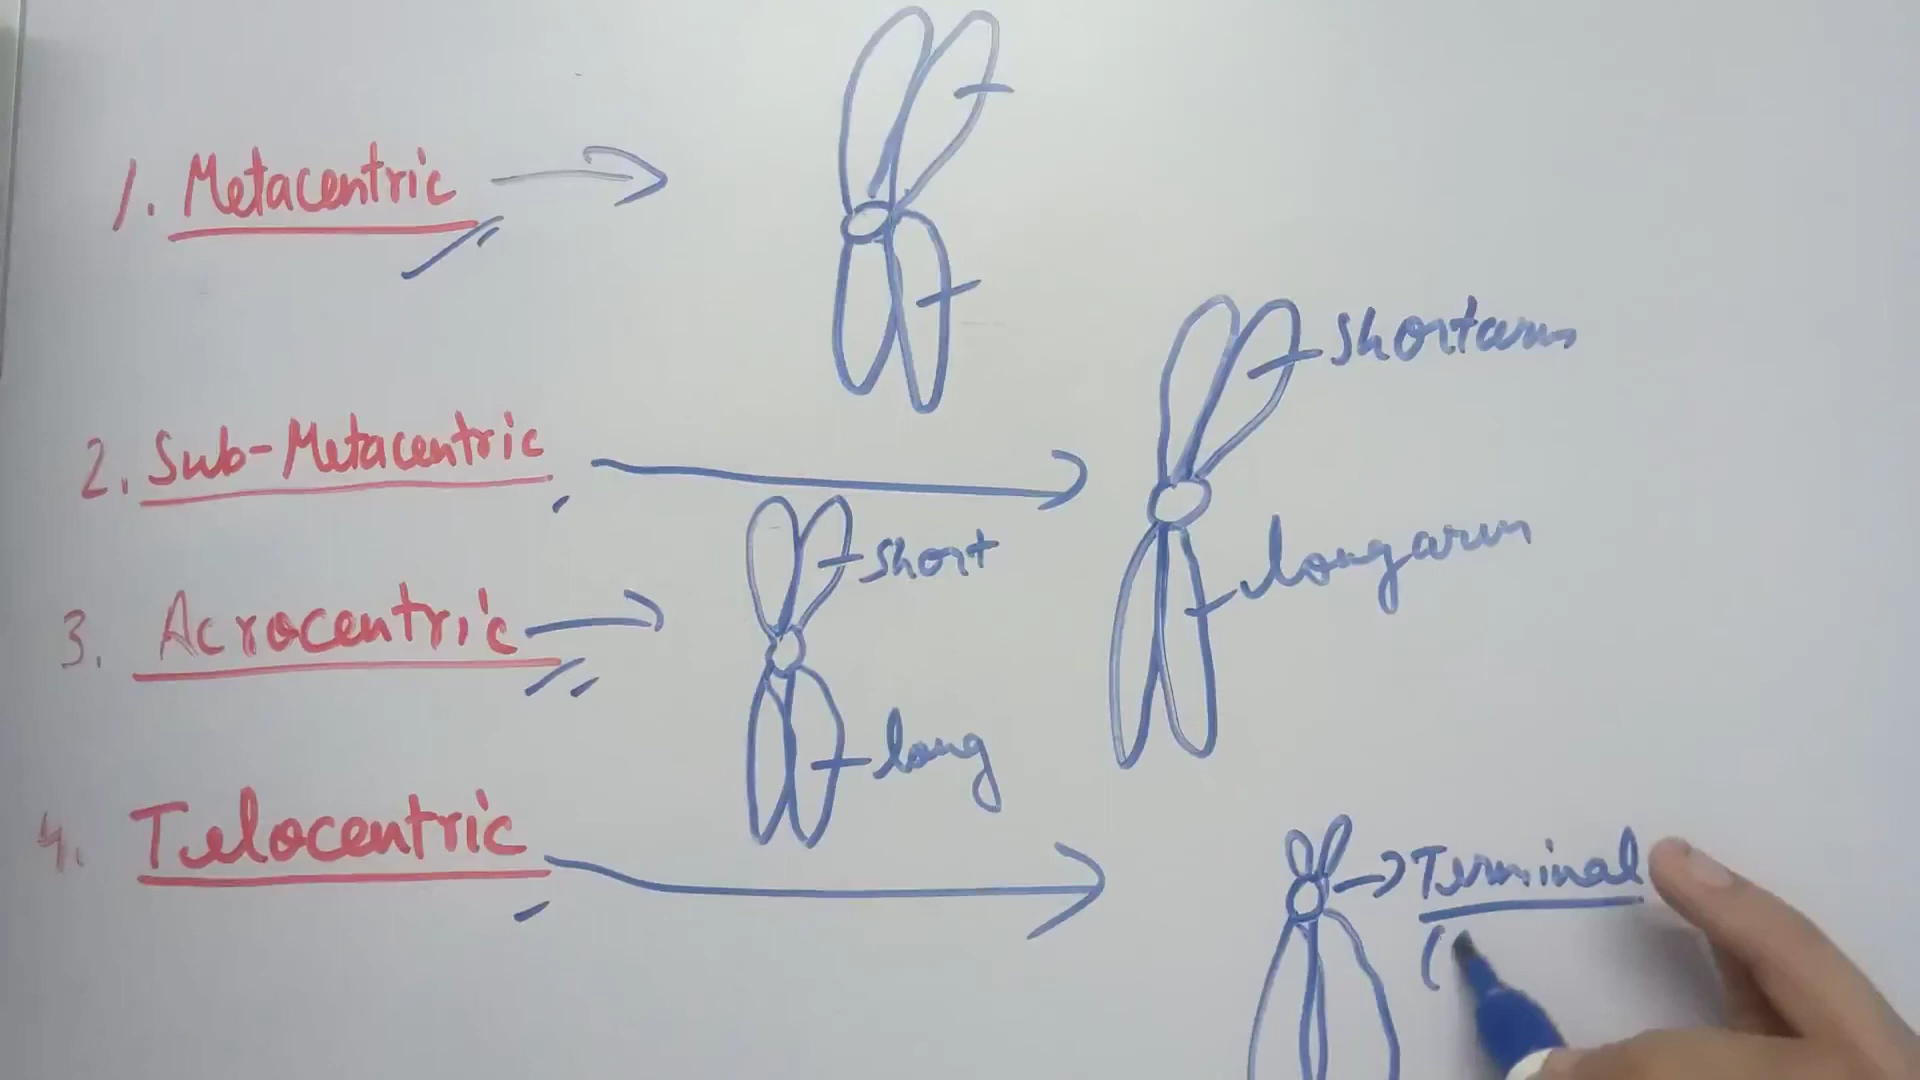 1. Metacentric
shortarm
2. Sub-Metacentric
short
longarm
3. Acrocentric
long
4. Telocentric
Terminal
(